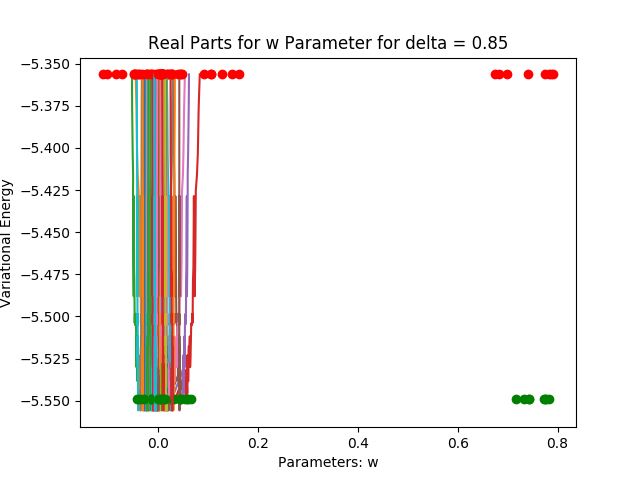 Real Parts for w Parameter for delta = 0.85
−5.350
−5.375
−5.400
−5.425
−5.450
−5.475
−5.500
−5.525
−5.550
Variational Energy
0.0 0.2 0.4 0.6 0.8
Parameters: w